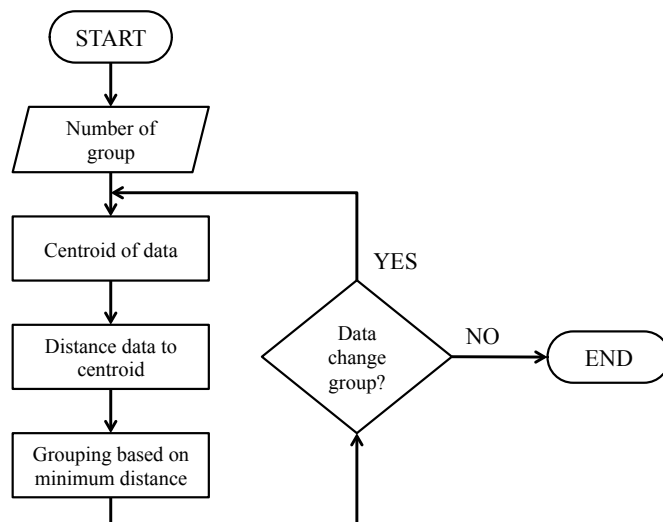 START
Number of
group
Centroid of data
Distance data to
centroid
Grouping based on
minimum distance
Data
change
group?
YES
NO
END